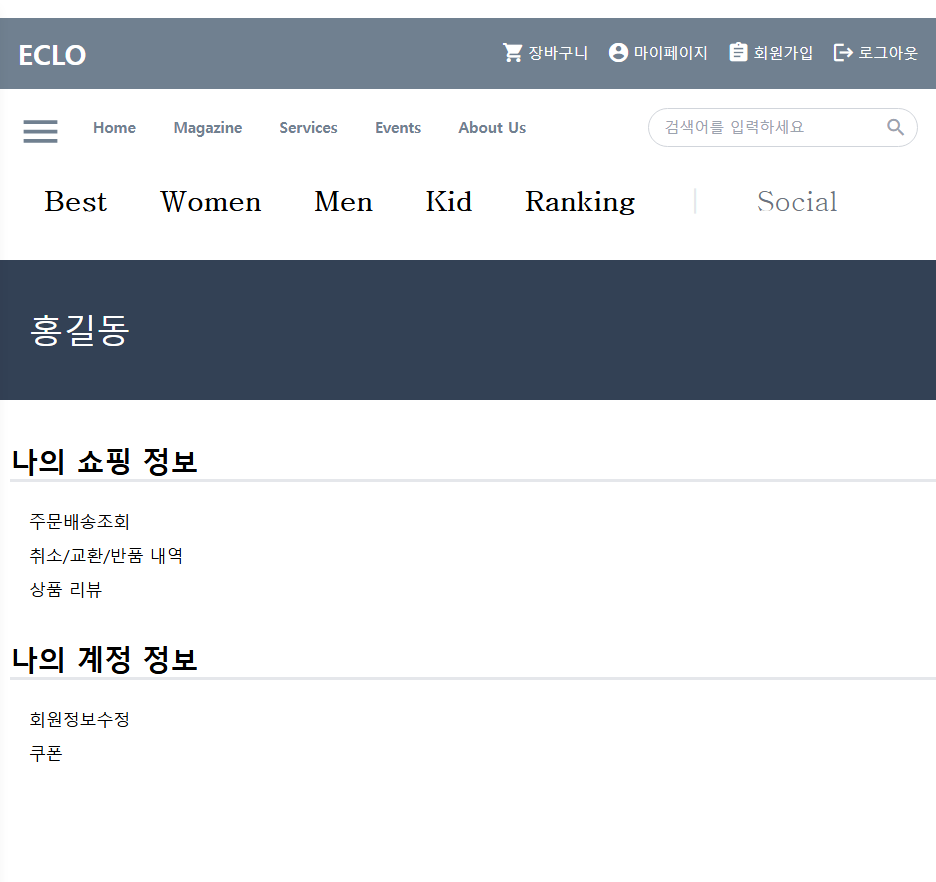 ECLO 장바구니 마이페이지 회원가입 로그아웃
Home Magazine Services Events About Us 검색어를 입력하세요
Best Women Men Kid Ranking Social
홍길동
나의 쇼핑 정보
주문배송조회
취소/교환/반품 내역
상품 리뷰
나의 계정 정보
회원정보수정
쿠폰